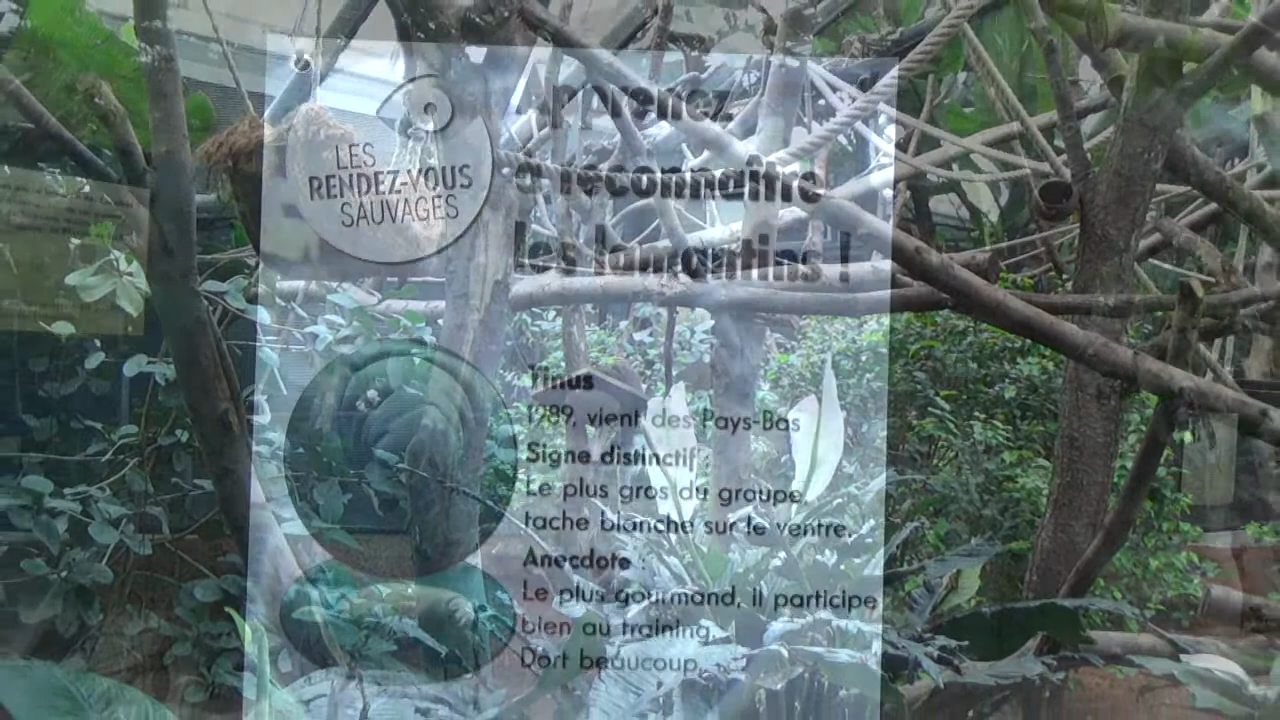 LES
RENDEZ-VOUS
SAUVAGES
Apprenez
à reconnaître
les lamantins !
Tinus
1989, vient des Pays-Bas
Signe distinctif :
Le plus gros du groupe,
tache blanche sur le ventre.
Anecdote :
Le plus gourmand, il participe
bien au training.
Dort beaucoup.